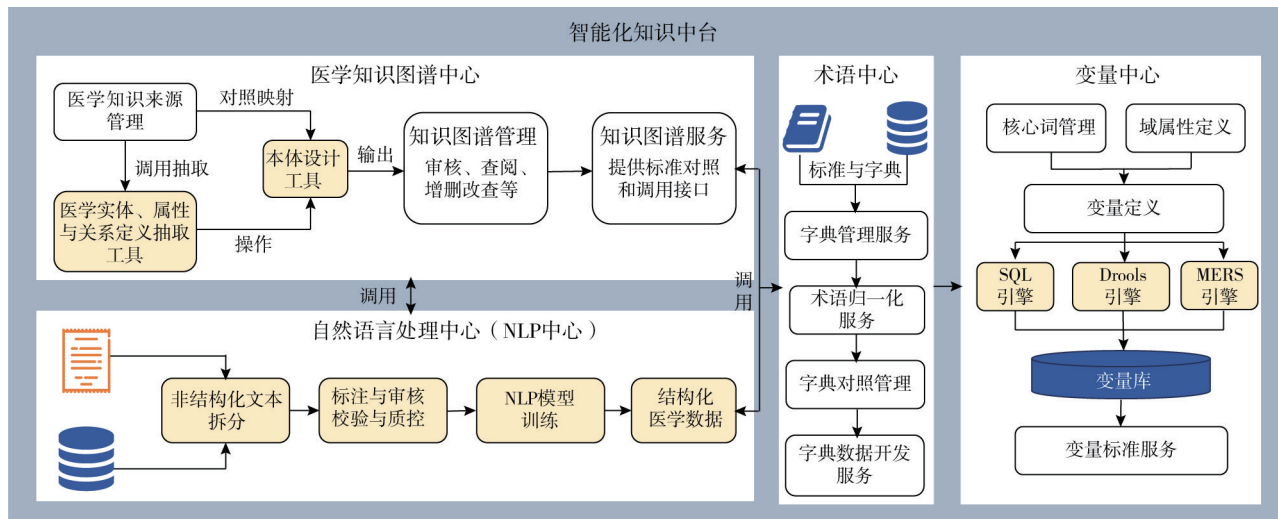 智能化知识中台
医学知识图谱中心
医学知识来源
管理
对照映射
调用抽取
医学实体、属性
与关系定义抽取
工具
操作
本体设计
工具
输出
知识图谱管理
审核、查阅、
增删改查等
知识图谱服务
提供标准对照
和调用接口
调用
调
用
自然语言处理中心（NLP中心）
非结构化文本
拆分
标注与审核
校验与质控
NLP模型
训练
结构化
医学数据
术语中心
标准与字典
字典管理服务
术语归一化
服务
字典对照管理
字典数据开发
服务
变量中心
核心词管理
域属性定义
变量定义
SQL
引擎
Drools
引擎
MERS
引擎
变量库
变量标准服务